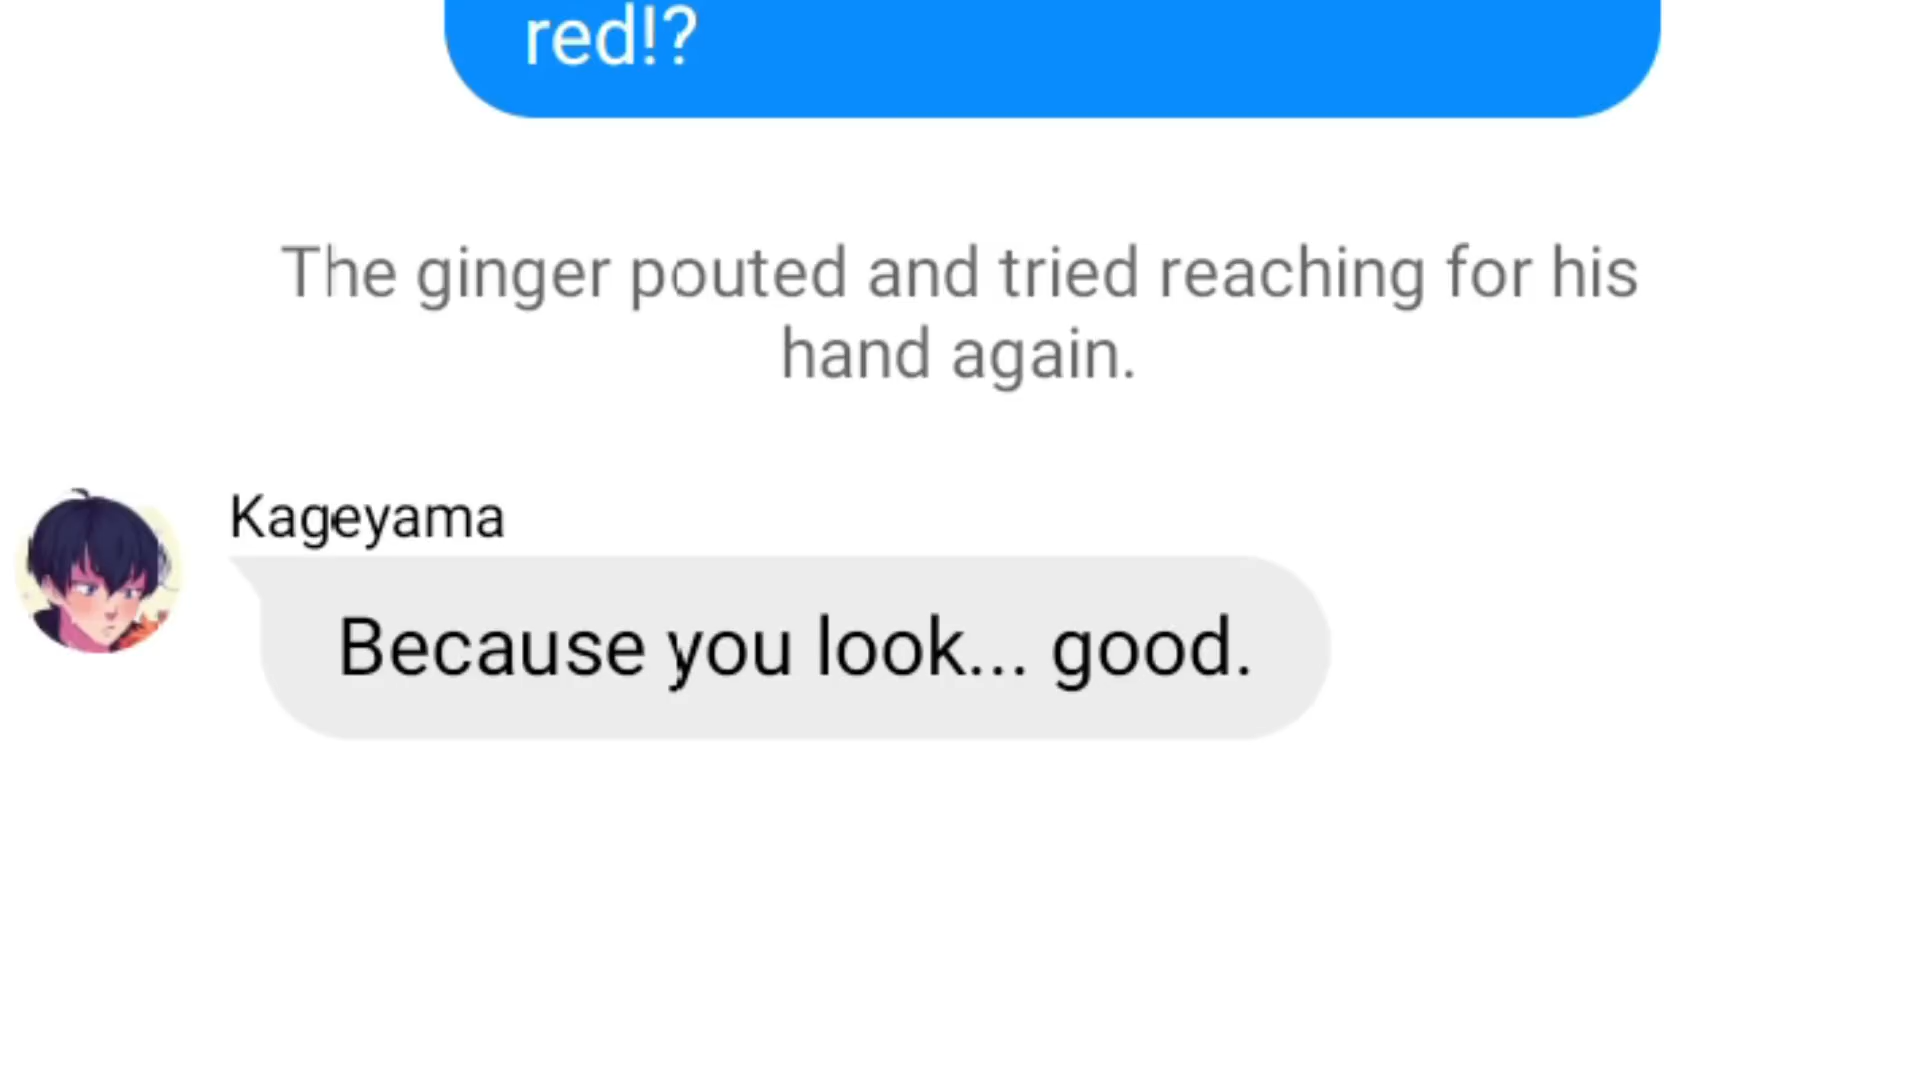 red!?
The ginger pouted and tried reaching for his
hand again.
Kageyama
Because you look... good.